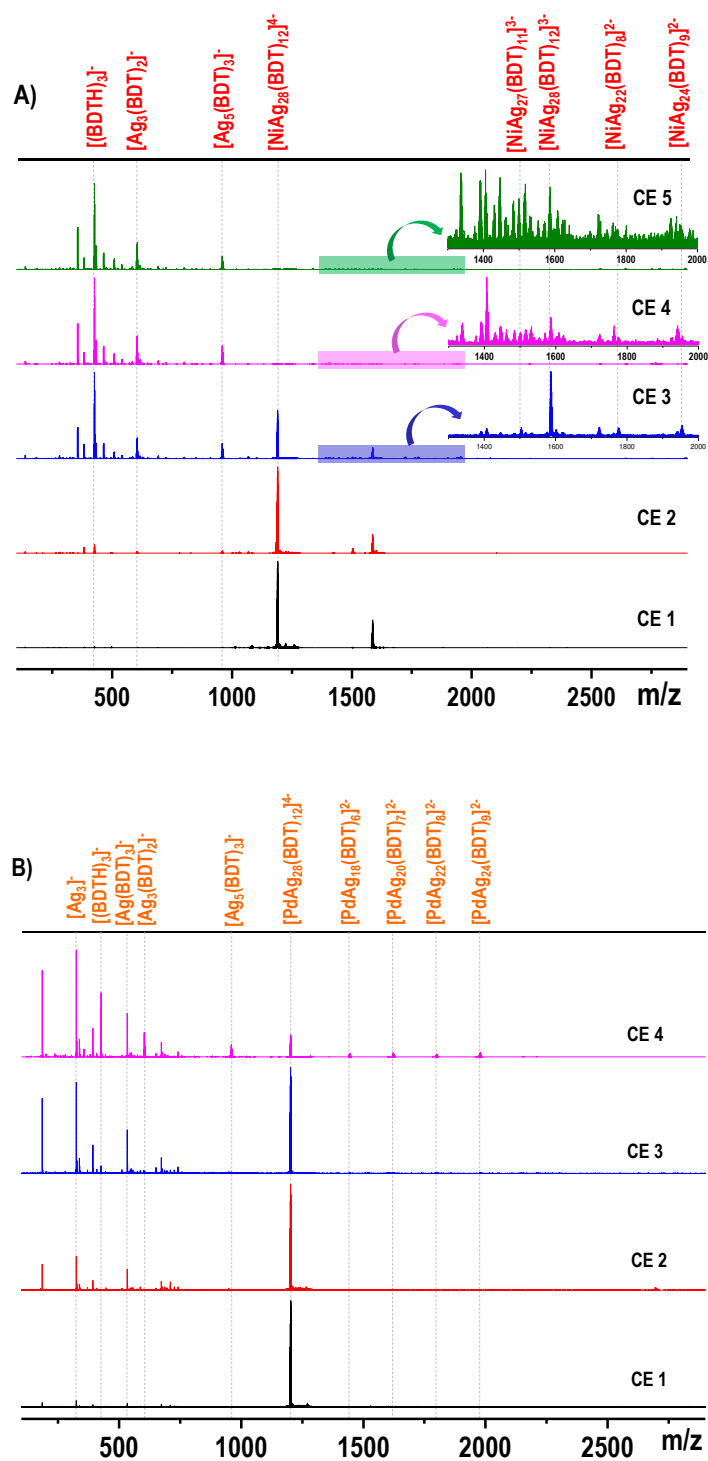 A)
[(BDTH)₃]⁻
[Ag₃(BDT)₂]⁻
[Ag₅(BDT)₃]⁻
[NiAg₂₈(BDT)₁₂]⁴⁻
[NiAg₂₇(BDT)₁₁]³⁻
[NiAg₂₈(BDT)₁₂]³⁻
[NiAg₂₂(BDT)₈]²⁻
[NiAg₂₄(BDT)₉]²⁻
CE 5
1400 1600 1800 2000
CE 4
1400 1600 1800 2000
CE 3
1400 1600 1800 2000
CE 2
CE 1
500 1000 1500 2000 2500 m/z
B)
[Ag₃]⁻
[(BDTH)₃]⁻
[Ag(BDT)₃]⁻
[Ag₃(BDT)₂]⁻
[Ag₅(BDT)₃]⁻
[PdAg₂₈(BDT)₁₂]⁴⁻
[PdAg₁₈(BDT)₆]²⁻
[PdAg₂₀(BDT)₇]²⁻
[PdAg₂₂(BDT)₈]²⁻
[PdAg₂₄(BDT)₉]²⁻
CE 4
CE 3
CE 2
CE 1
500 1000 1500 2000 2500 m/z